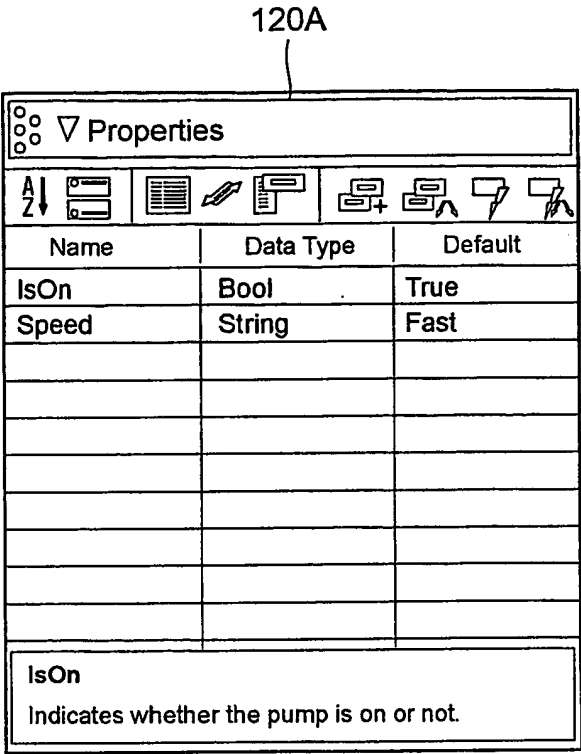 120A
Properties
A
Z
Name Data Type Default
IsOn Bool True
Speed String Fast
IsOn
Indicates whether the pump is on or not.